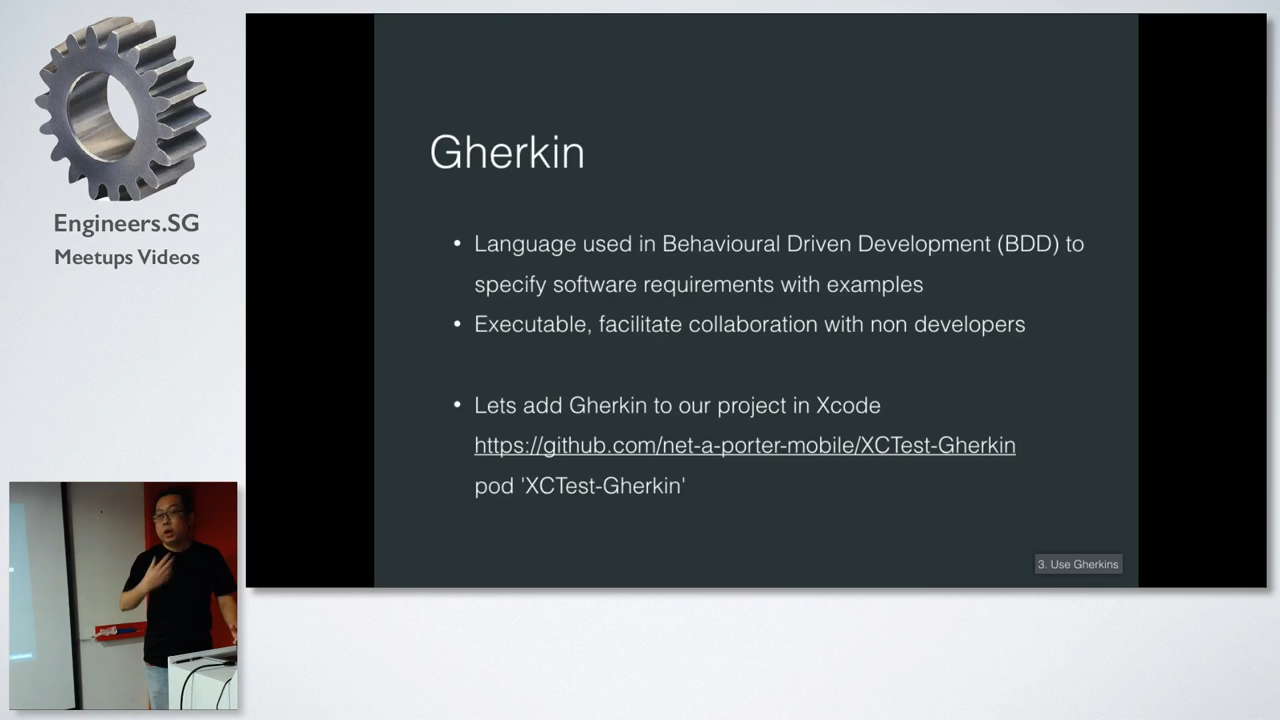 Engineers.SG
Meetups Videos
Gherkin
• Language used in Behavioural Driven Development (BDD) to
specify software requirements with examples
• Executable, facilitate collaboration with non developers
• Lets add Gherkin to our project in Xcode
https://github.com/net-a-porter-mobile/XCTest-Gherkin
pod 'XCTest-Gherkin'
3. Use Gherkins